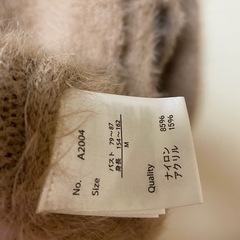 No. A2004
Size
バスト 79～87
身長 154～162
M
Quality
ナイロン 85%
アクリル 15%